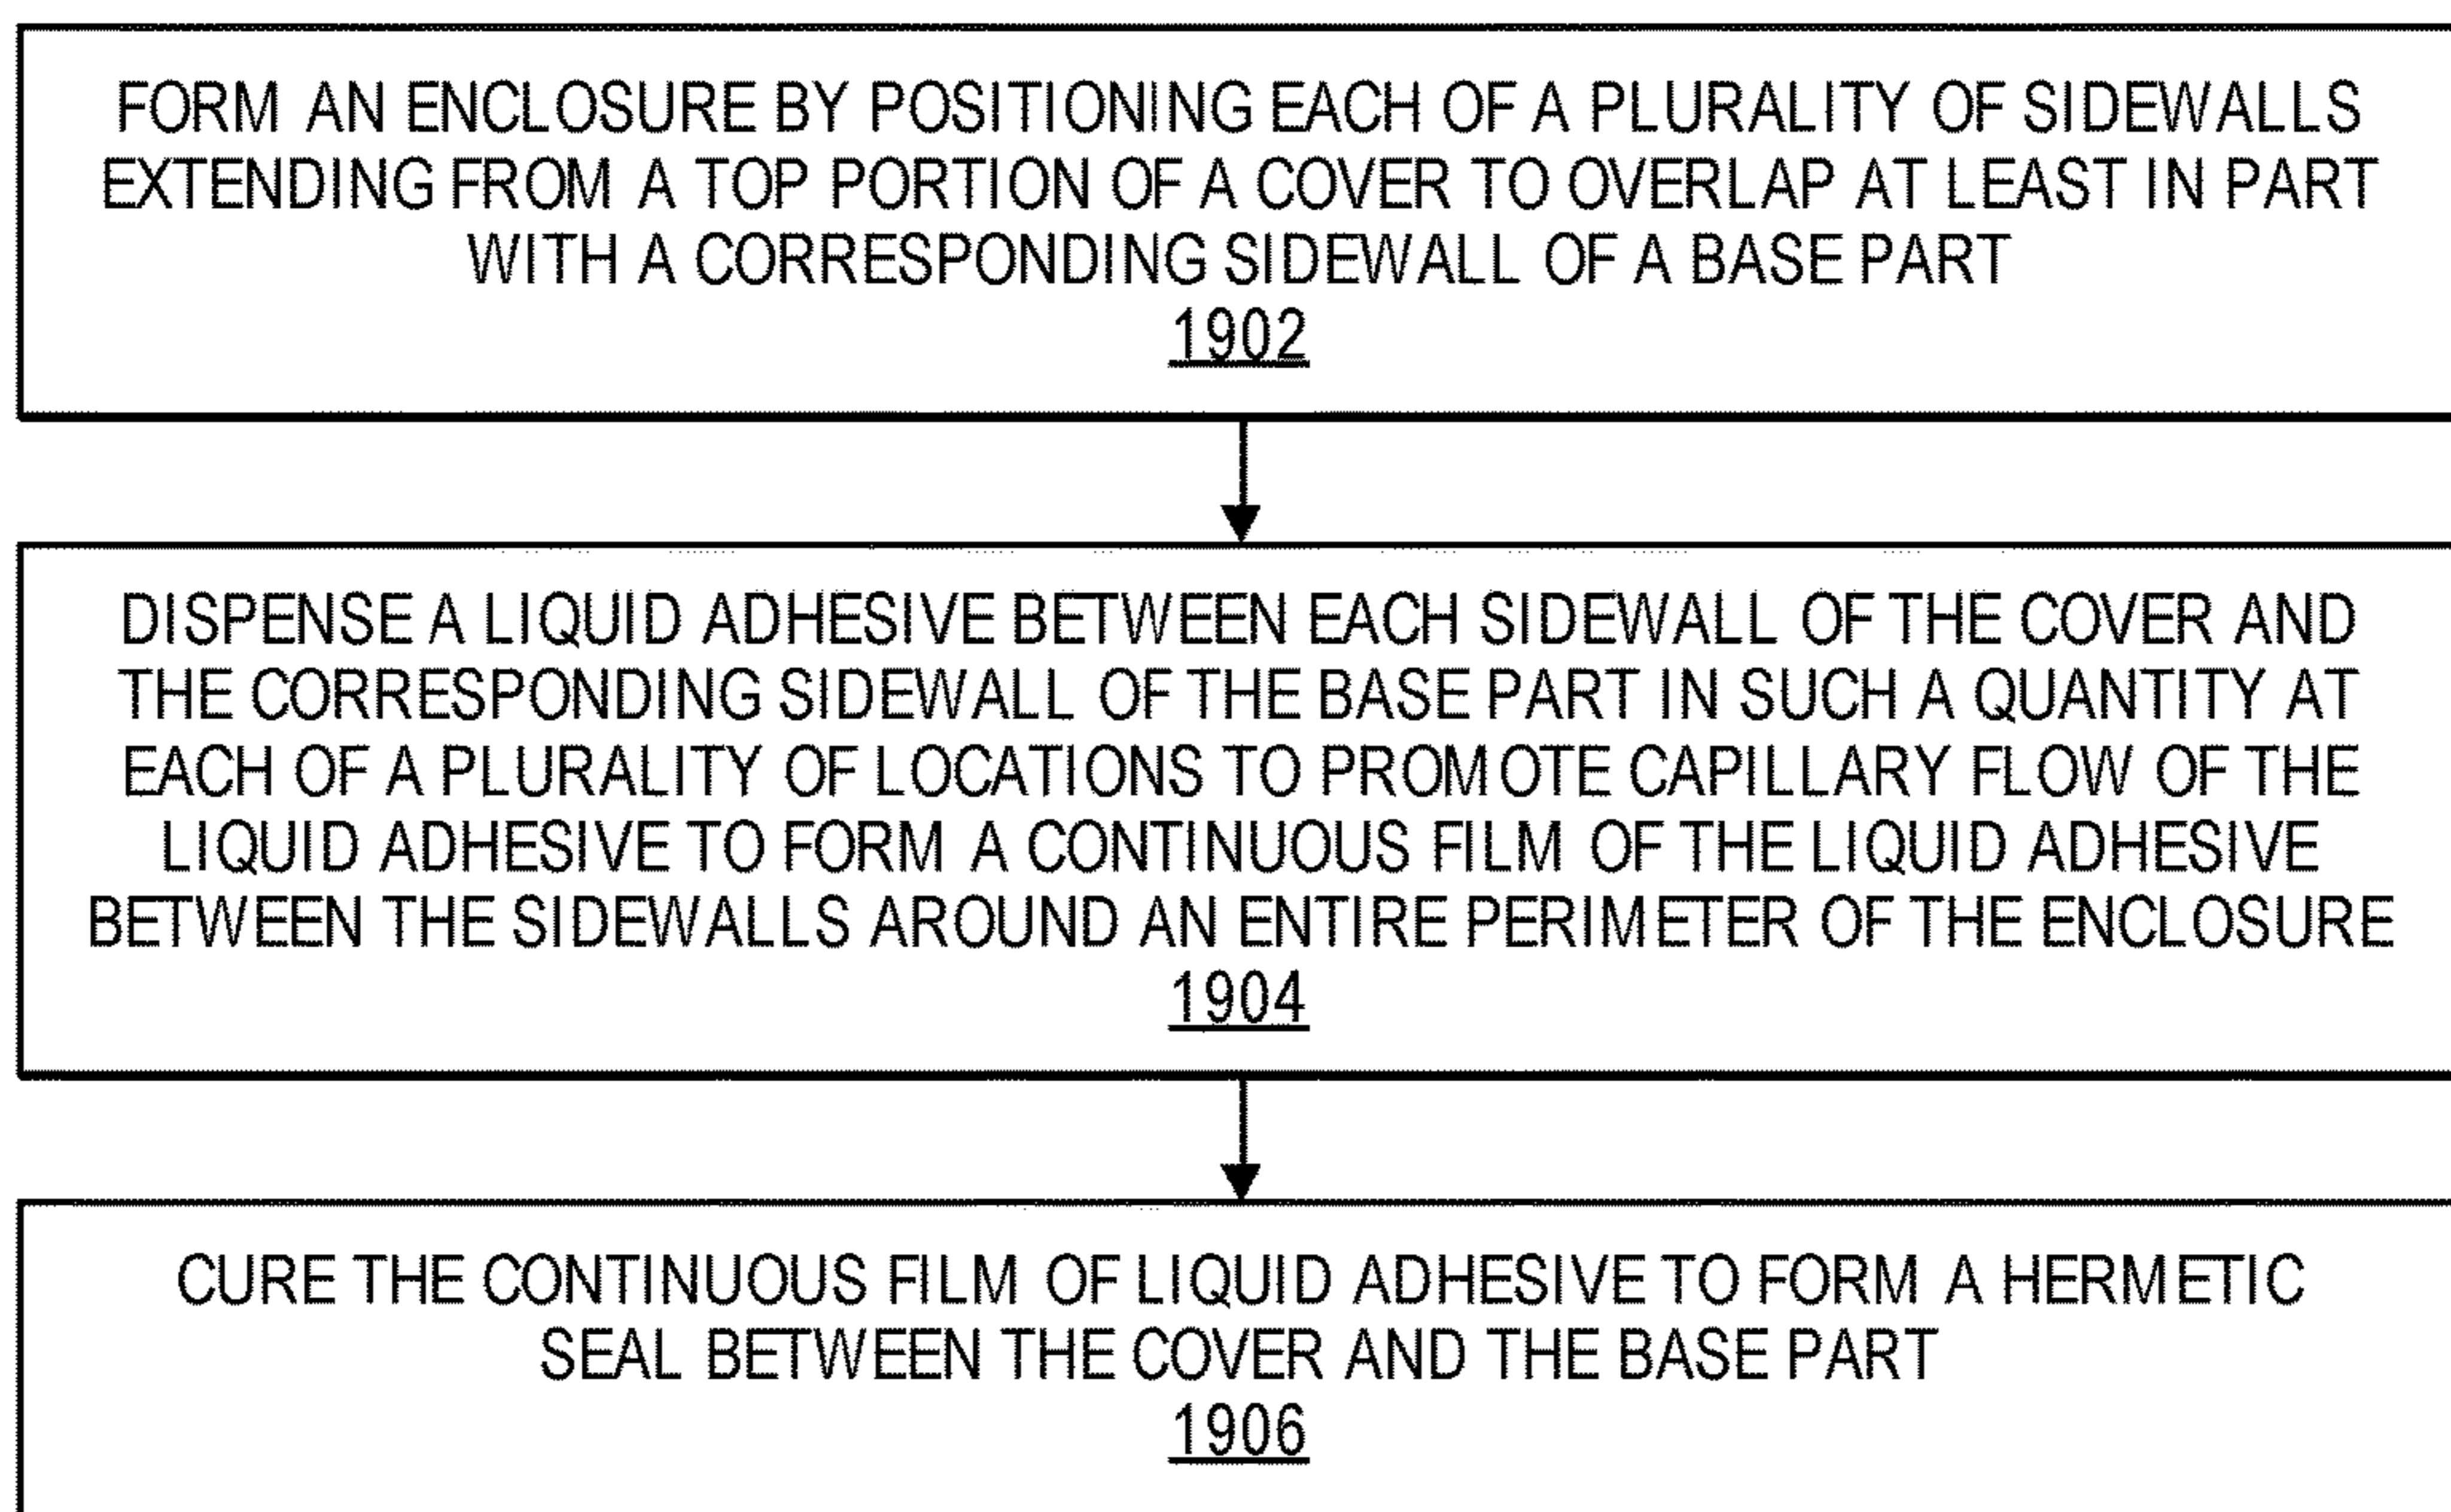 FORM AN ENCLOSURE BY POSITIONING EACH OF A PLURALITY OF SIDEWALLS
EXTENDING FROM A TOP PORTION OF A COVER TO OVERLAP AT LEAST IN PART
WITH A CORRESPONDING SIDEWALL OF A BASE PART
1902
DISPENSE A LIQUID ADHESIVE BETWEEN EACH SIDEWALL OF THE COVER AND
THE CORRESPONDING SIDEWALL OF THE BASE PART IN SUCH A QUANTITY AT
EACH OF A PLURALITY OF LOCATIONS TO PROMOTE CAPILLARY FLOW OF THE
LIQUID ADHESIVE TO FORM A CONTINUOUS FILM OF THE LIQUID ADHESIVE
BETWEEN THE SIDEWALLS AROUND AN ENTIRE PERIMETER OF THE ENCLOSURE
1904
CURE THE CONTINUOUS FILM OF LIQUID ADHESIVE TO FORM A HERMETIC
SEAL BETWEEN THE COVER AND THE BASE PART
1906